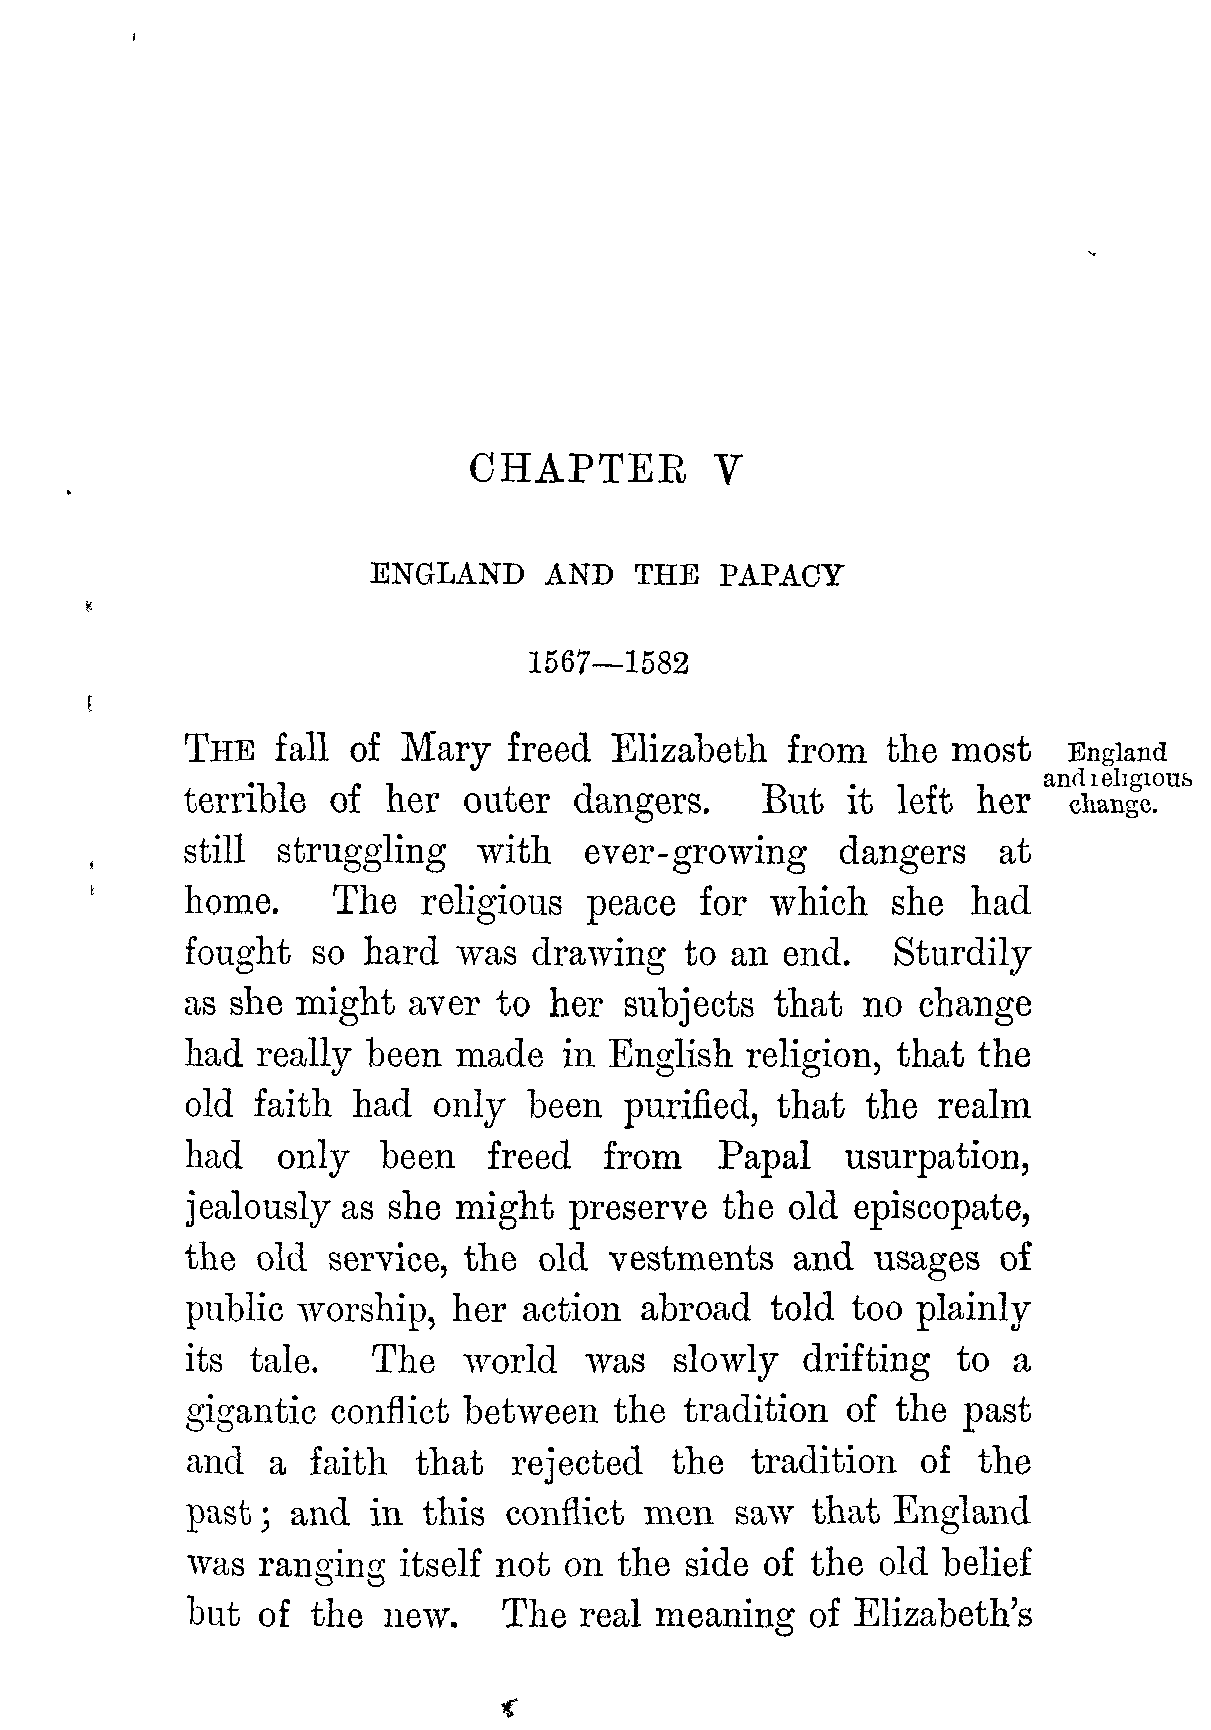 CHAPTER V
ENGLAND AND THE PAPACY
1567—1582
THE fall of Mary freed Elizabeth from the most
terrible of her outer dangers. But it left her
still struggling with ever-growing dangers at
home. The religious peace for which she had
fought so hard was drawing to an end. Sturdily
as she might aver to her subjects that no change
had really been made in English religion, that the
old faith had only been purified, that the realm
had only been freed from Papal usurpation,
jealously as she might preserve the old episcopate,
the old service, the old vestments and usages of
public worship, her action abroad told too plainly
its tale. The world was slowly drifting to a
gigantic conflict between the tradition of the past
and a faith that rejected the tradition of the
past; and in this conflict men saw that England
was ranging itself not on the side of the old belief
but of the new. The real meaning of Elizabeth's
England
and religious
change.